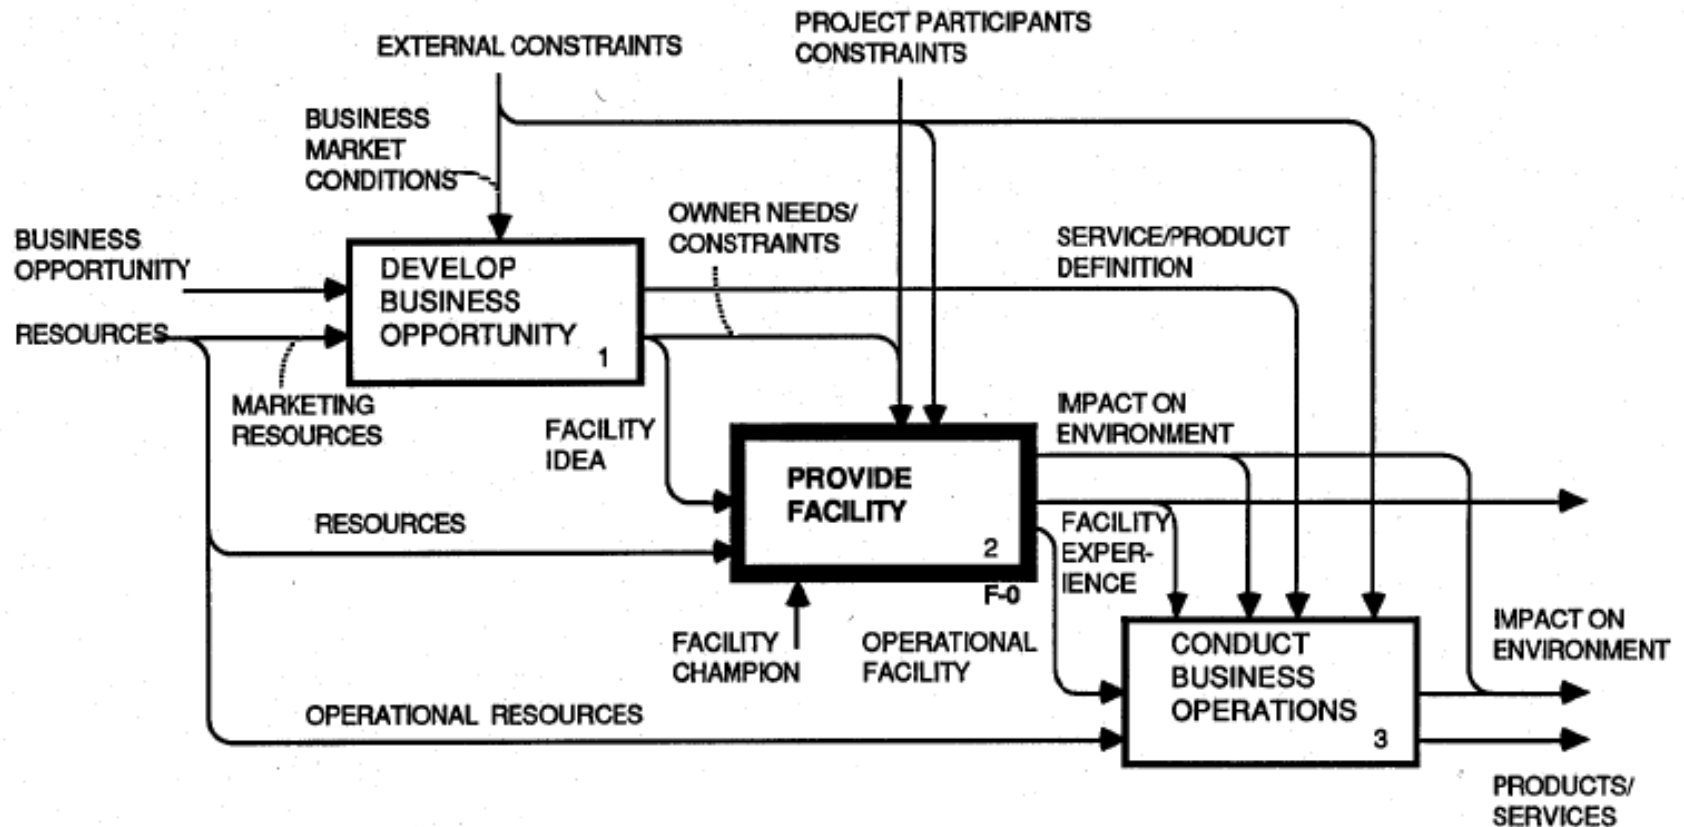 PROJECT PARTICIPANTS
CONSTRAINTS
EXTERNAL CONSTRAINTS
BUSINESS
MARKET
CONDITIONS
OWNER NEEDS/
CONSTRAINTS
SERVICE/PRODUCT
DEFINITION
BUSINESS
OPPORTUNITY
RESOURCES
DEVELOP
BUSINESS
OPPORTUNITY
1
MARKETING
RESOURCES
FACILITY
IDEA
IMPACT ON
ENVIRONMENT
PROVIDE
FACILITY
2
F-0
RESOURCES
FACILITY
EXPER-
IENCE
FACILITY
CHAMPION
OPERATIONAL
FACILITY
CONDUCT
BUSINESS
OPERATIONS
3
IMPACT ON
ENVIRONMENT
OPERATIONAL RESOURCES
PRODUCTS/
SERVICES